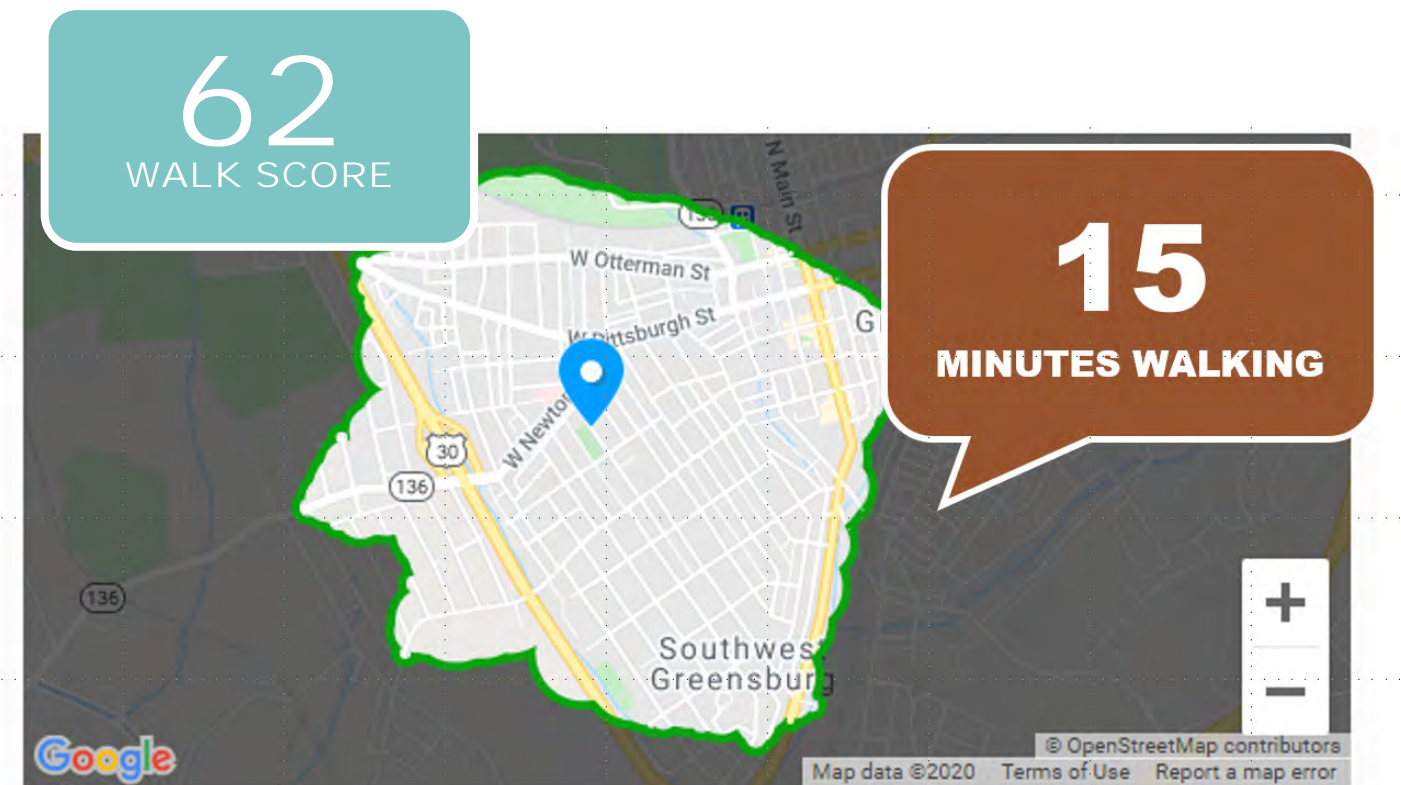 62
WALK SCORE
15
MINUTES WALKING
N Main St
W Otterman St
W Pittsburgh St
G
W Newton
30
136
136
Southwest
Greensburg
+
−
Google
© OpenStreetMap contributors
Map data ©2020 Terms of Use Report a map error